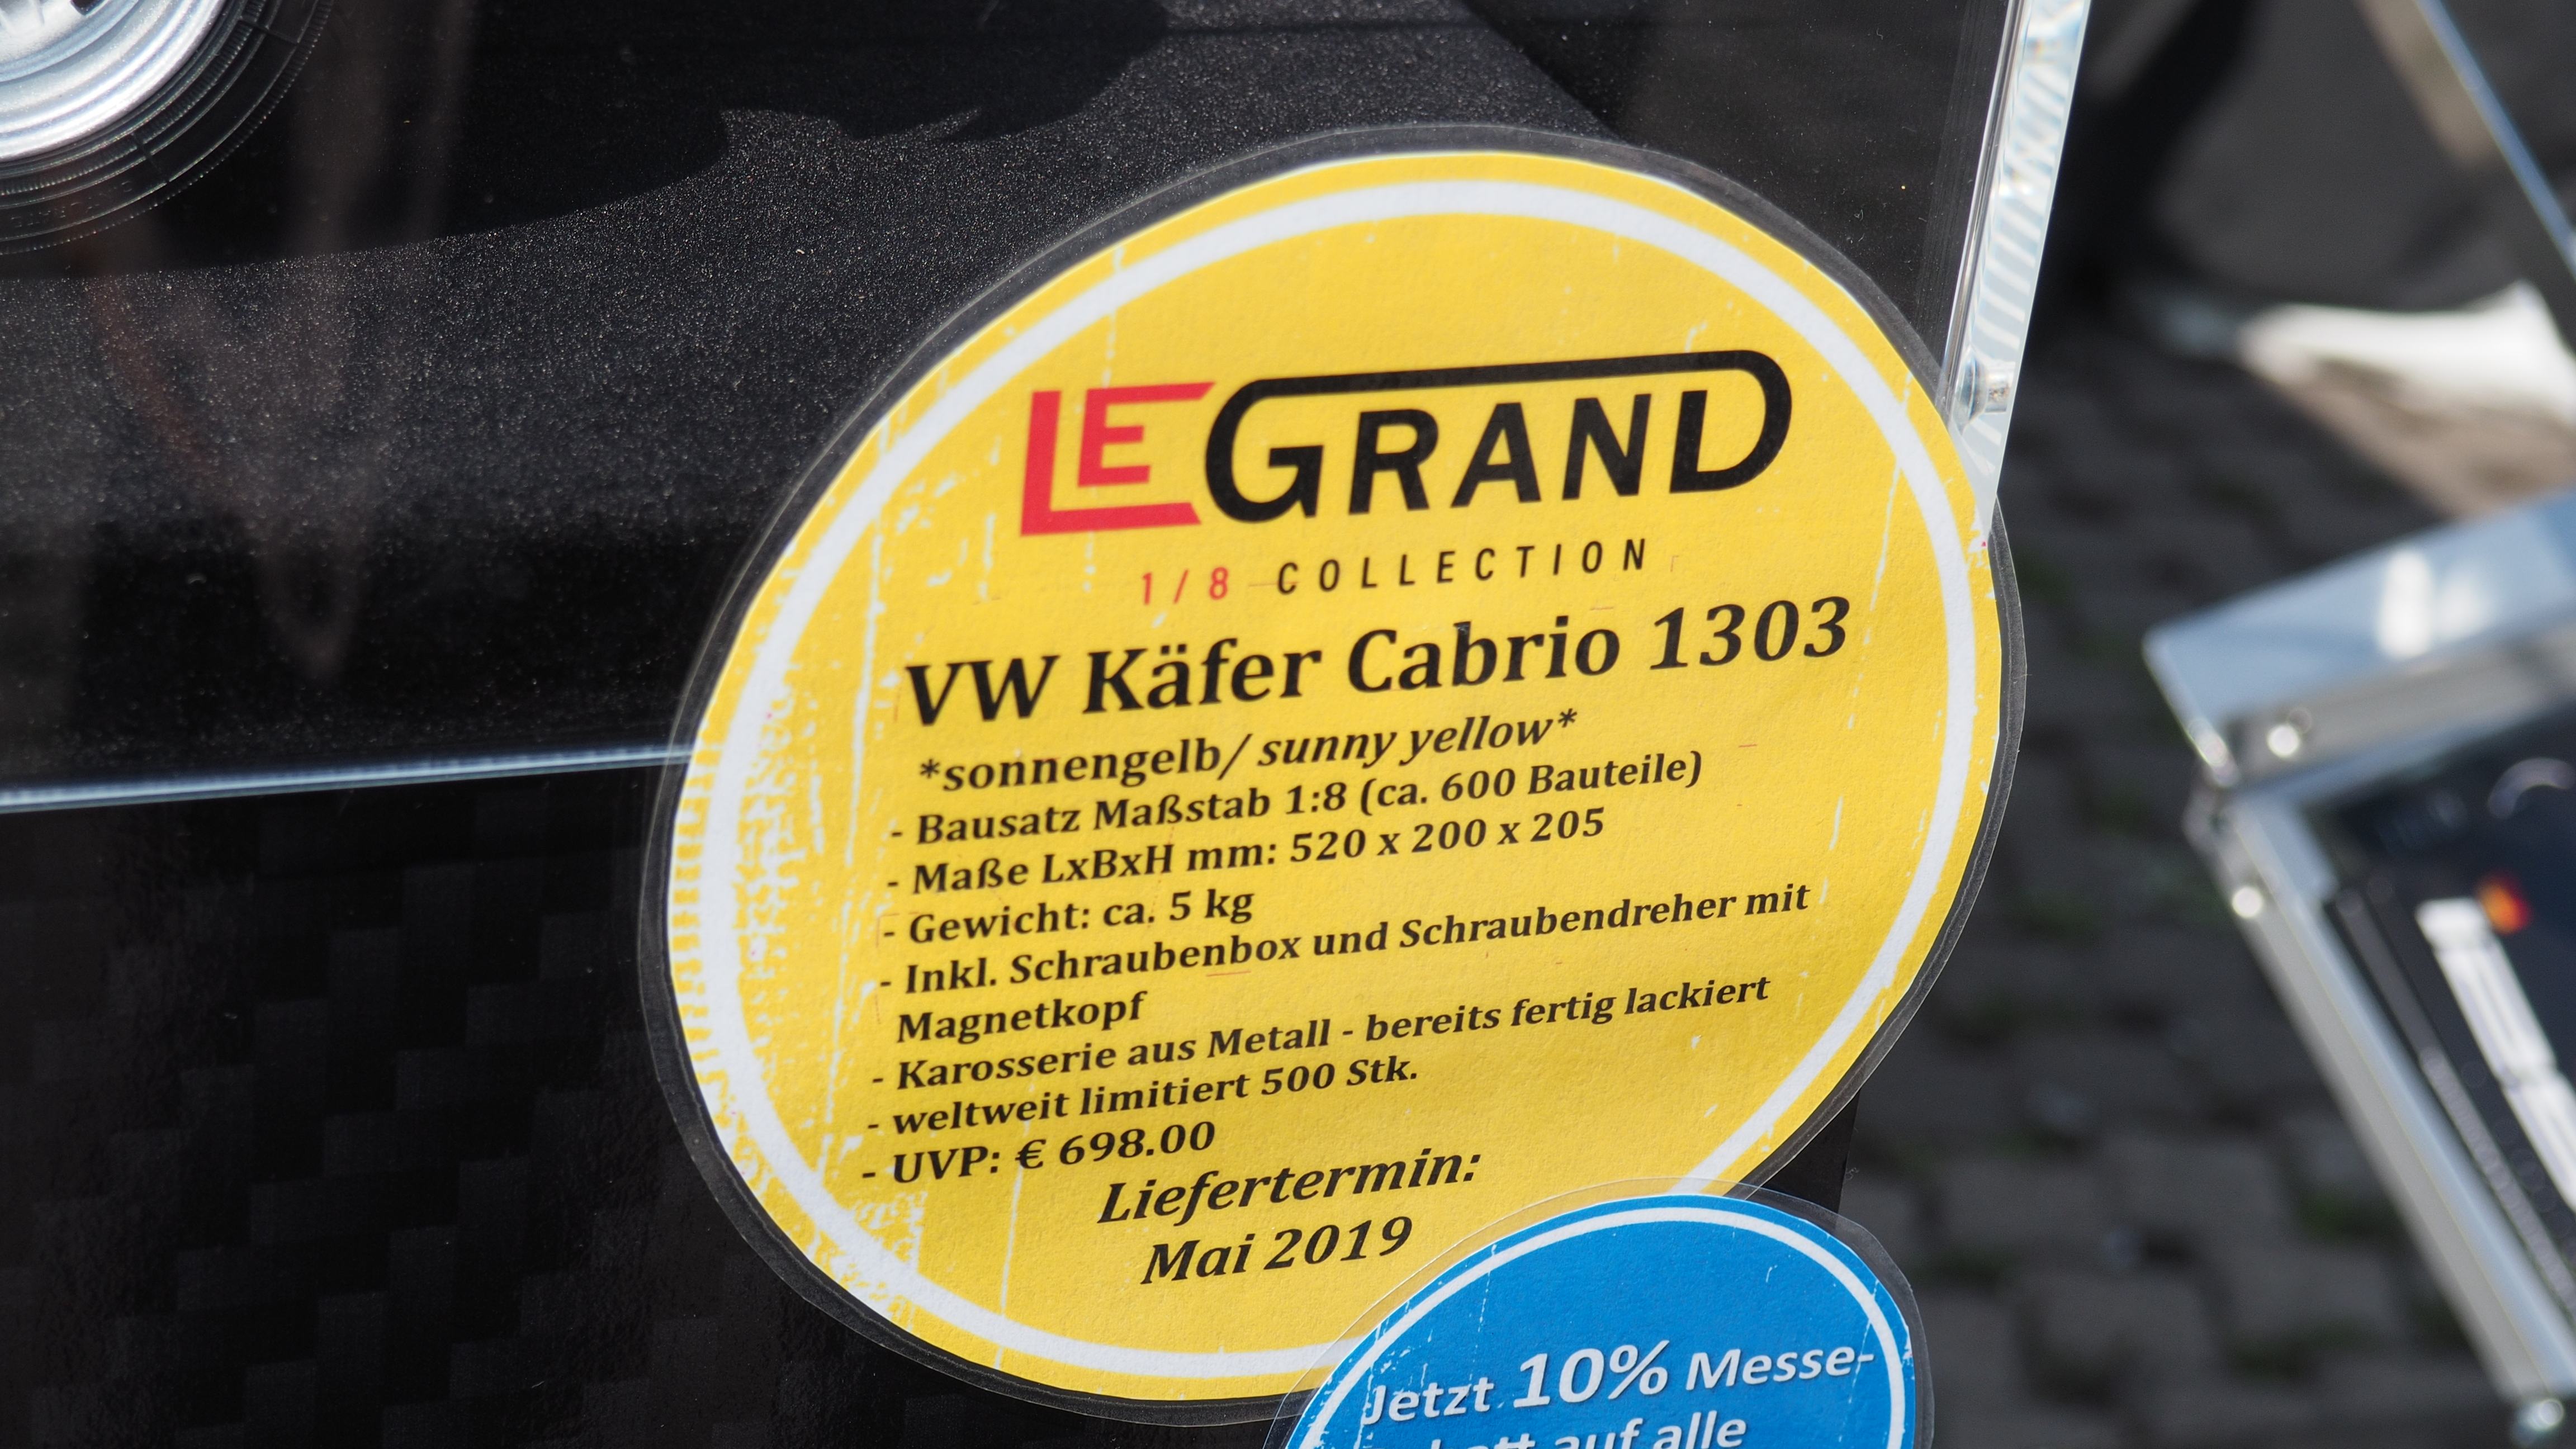 LEGRAND
1/8 COLLECTION
VW Käfer Cabrio 1303
*sonnengelb/ sunny yellow*
- Bausatz Maßstab 1:8 (ca. 600 Bauteile)
- Maße LxBxH mm: 520 x 200 x 205
- Gewicht: ca. 5 kg
- Inkl. Schraubenbox und Schraubendreher mit
Magnetkopf
- Karosserie aus Metall - bereits fertig lackiert
- weltweit limitiert 500 Stk.
- UVP: € 698.00
Liefertermin:
Mai 2019
Jetzt 10% Messe-
auf alle